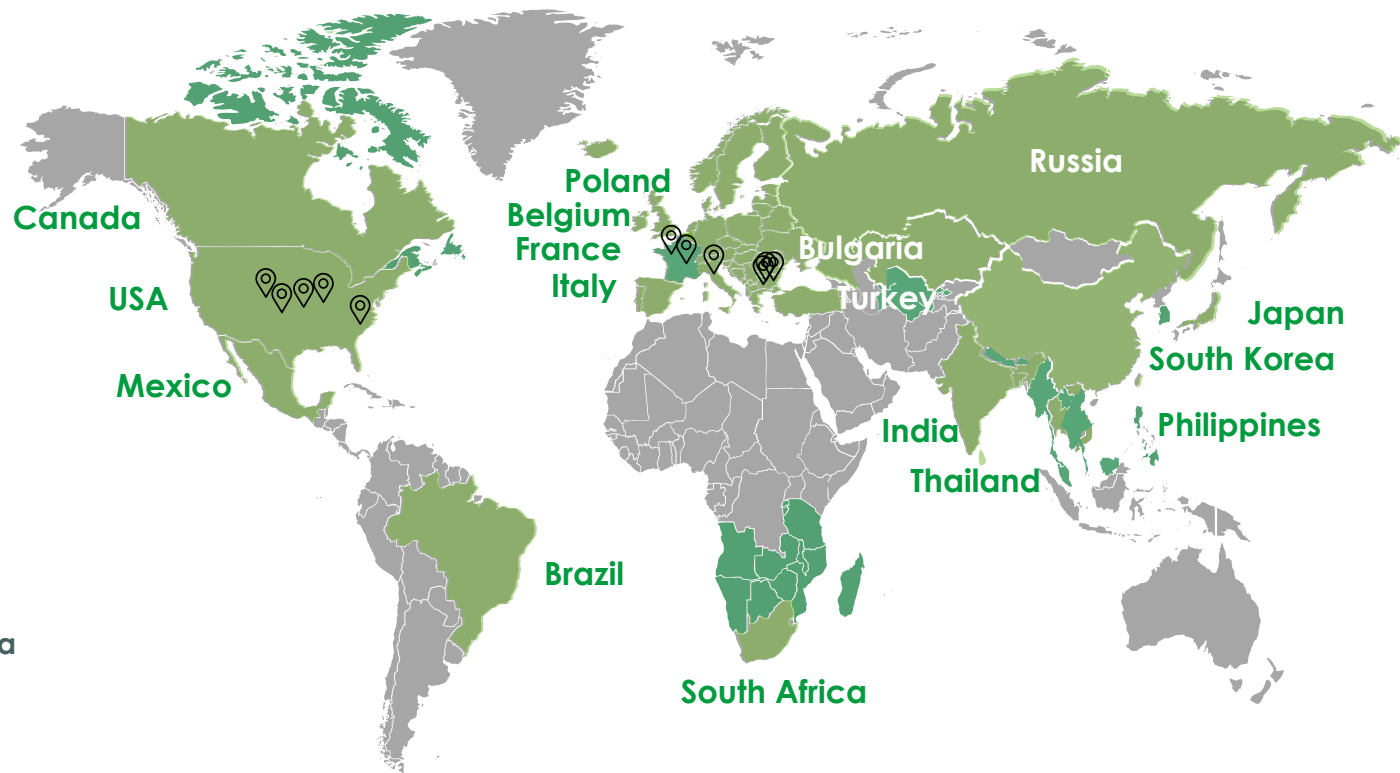 Russia
Poland
Canada
Belgium
Bulgaria
France
Italy
USA
Turkey
Japan
South Korea
Mexico
India
Philippines
Thailand
Brazil
a
South Africa